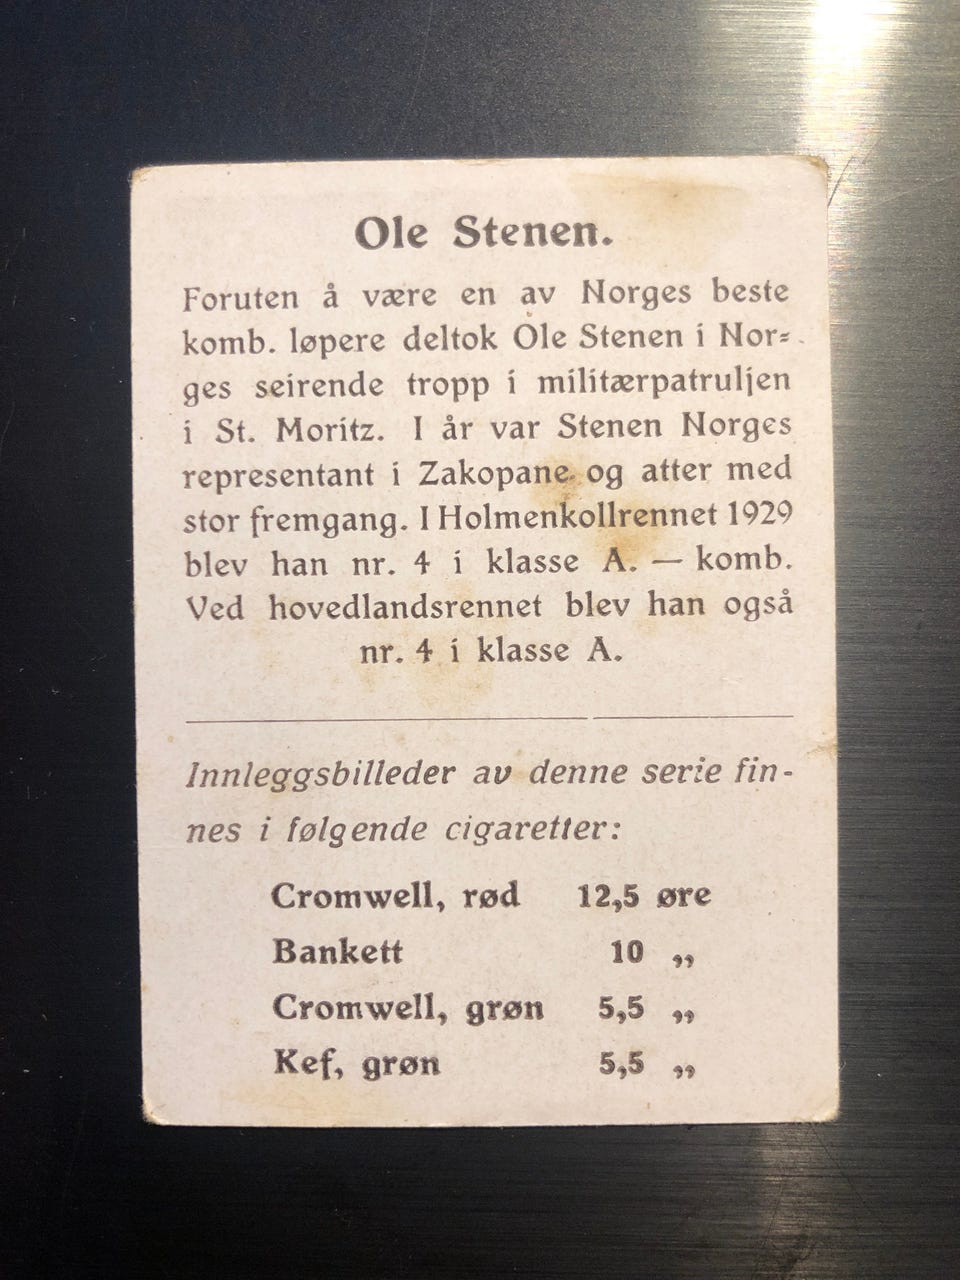 Ole Stenen.
Foruten å være en av Norges beste
komb. løpere deltok Ole Stenen i Nor-
ges seirende tropp i militærpatruljen
i St. Moritz. I år var Stenen Norges
representant i Zakopane og atter med
stor fremgang. I Holmenkollrennet 1929
blev han nr. 4 i klasse A. — komb.
Ved hovedlandsrennet blev han også
nr. 4 i klasse A.
Innleggsbilleder av denne serie fin-
nes i følgende cigaretter:
Cromwell, rød 12,5 øre
Bankett 10 „
Cromwell, grøn 5,5 „
Kef, grøn 5,5 „